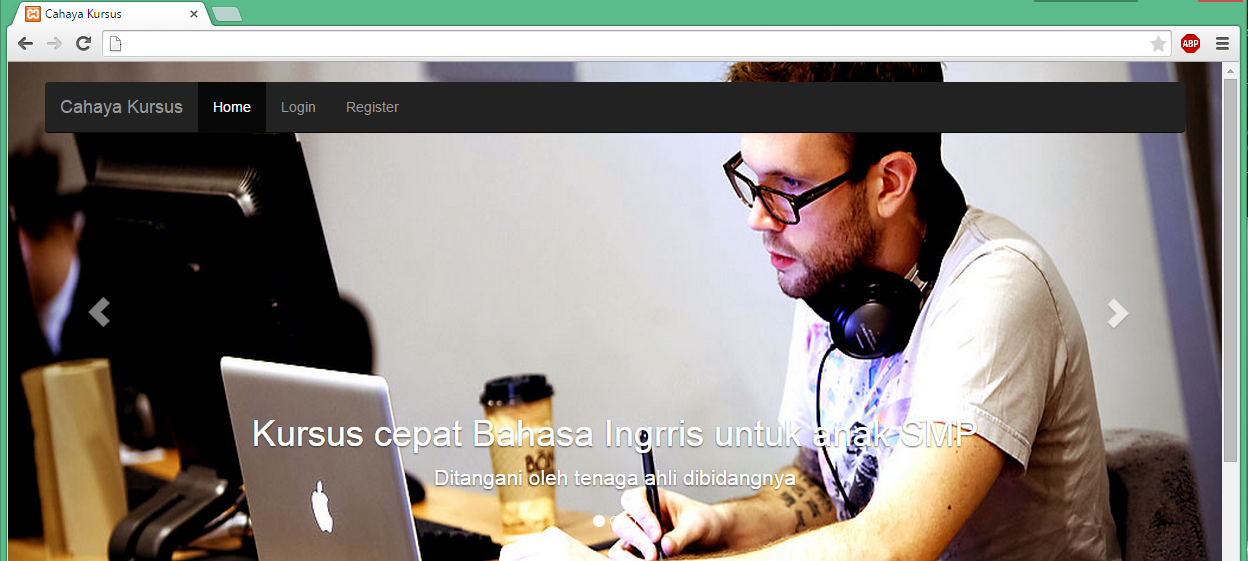 Cahaya Kursus
ABP
Cahaya Kursus Home Login Register
Kursus cepat Bahasa Ingrris untuk anak SMP
Ditangani oleh tenaga ahli dibidangnya